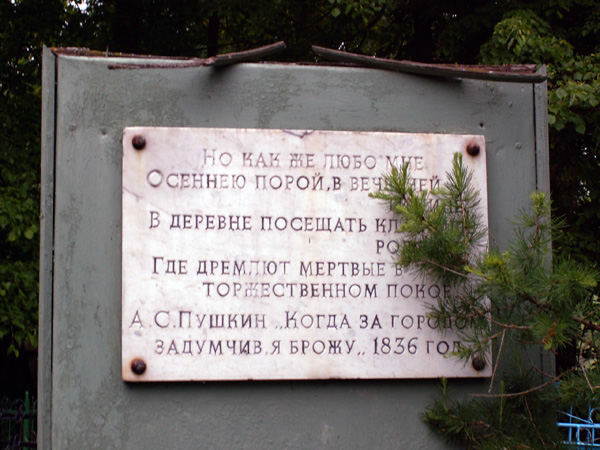 Но как же любо мне
Осеннею порой, в
В деревне посещать
Где дремлют мертвые в
торжественном
А.С.Пушкин „Когда за
задумчив, я брожу„ 1836 год